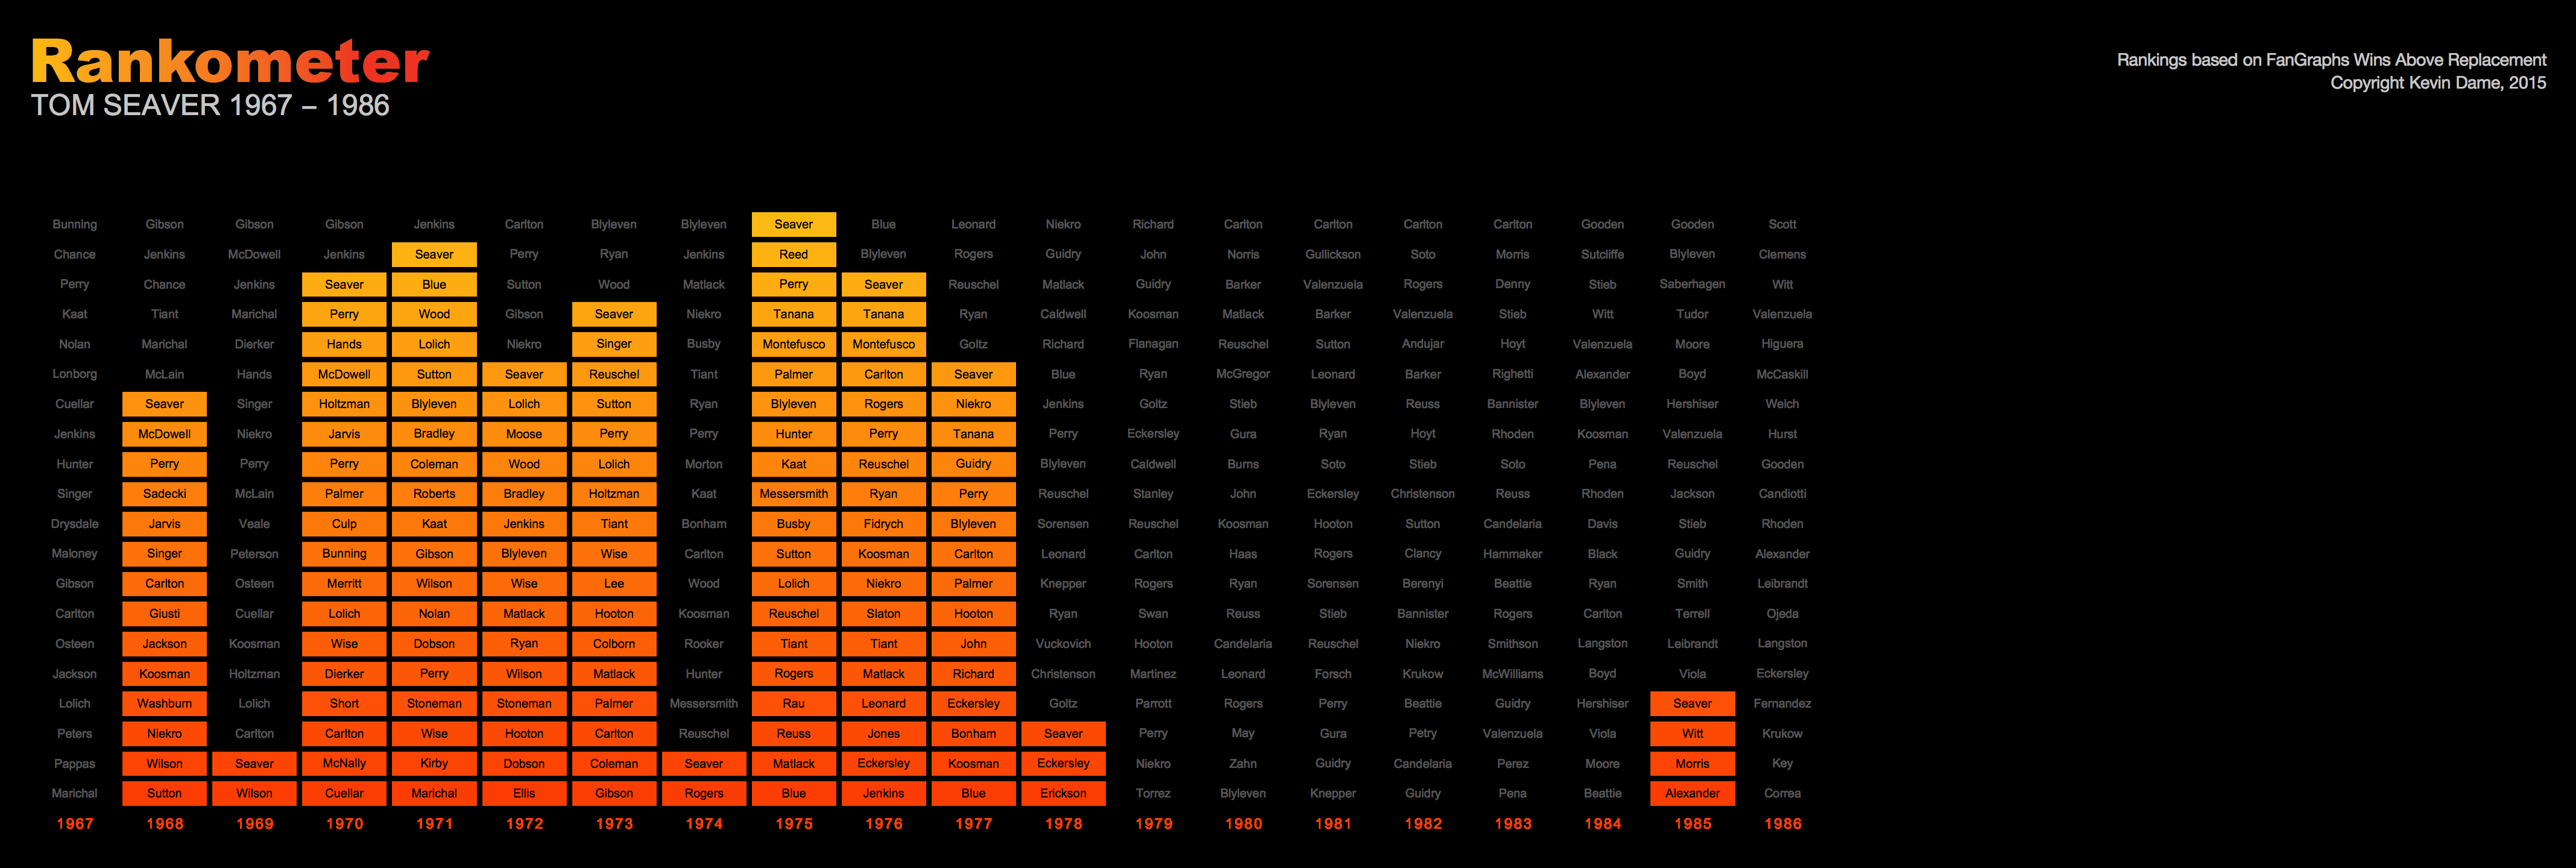 Rankometer
TOM SEAVER 1967 – 1986
Rankings based on FanGraphs Wins Above Replacement
Copyright Kevin Dame, 2015
Bunning Gibson Gibson Gibson Jenkins Carlton Blyleven Blyleven Seaver Blue Leonard Niekro Richard Carlton Carlton Carlton Carlton Gooden Gooden Scott
Chance Jenkins McDowell Jenkins Seaver Perry Ryan Jenkins Reed Blyleven Rogers Guidry John Norris Gullickson Soto Morris Sutcliffe Blyleven Clemens
Perry Chance Jenkins Seaver Blue Sutton Wood Matlack Perry Seaver Reuschel Matlack Guidry Barker Valenzuela Rogers Denny Stieb Saberhagen Witt
Kaat Tiant Marichal Perry Wood Gibson Seaver Niekro Tanana Tanana Ryan Caldwell Koosman Matlack Barker Valenzuela Stieb Witt Tudor Valenzuela
Nolan Marichal Dierker Hands Lolich Niekro Singer Busby Montefusco Montefusco Goltz Richard Flanagan Reuschel Sutton Andujar Hoyt Valenzuela Moore Higuera
Lonborg McLain Hands McDowell Sutton Seaver Reuschel Tiant Palmer Carlton Seaver Blue Ryan McGregor Leonard Barker Righetti Alexander Boyd McCaskill
Cuellar Seaver Singer Holtzman Blyleven Lolich Sutton Ryan Blyleven Rogers Niekro Jenkins Goltz Stieb Blyleven Reuss Bannister Blyleven Hershiser Welch
Jenkins McDowell Niekro Jarvis Bradley Moose Perry Perry Hunter Perry Tanana Perry Eckersley Gura Ryan Hoyt Rhoden Koosman Valenzuela Hurst
Hunter Perry Perry Perry Coleman Wood Lolich Morton Kaat Reuschel Guidry Blyleven Caldwell Burns Soto Stieb Soto Pena Reuschel Gooden
Singer Sadecki McLain Palmer Roberts Bradley Holtzman Kaat Messersmith Ryan Perry Reuschel Stanley John Eckersley Christenson Reuss Rhoden Jackson Candiotti
Drysdale Jarvis Veale Culp Kaat Jenkins Tiant Bonham Busby Fidrych Blyleven Sorensen Reuschel Koosman Hooton Sutton Candelaria Davis Stieb Rhoden
Maloney Singer Peterson Bunning Gibson Blyleven Wise Carlton Sutton Koosman Carlton Leonard Carlton Haas Rogers Clancy Hammaker Black Guidry Alexander
Gibson Carlton Osteen Merritt Wilson Wise Lee Wood Lolich Niekro Palmer Knepper Rogers Ryan Sorensen Berenyi Beattie Ryan Smith Leibrandt
Carlton Giusti Cuellar Lolich Nolan Matlack Hooton Koosman Reuschel Slaton Hooton Ryan Swan Reuss Stieb Bannister Rogers Carlton Terrell Ojeda
Osteen Jackson Koosman Wise Dobson Ryan Colborn Rooker Tiant Tiant John Vuckovich Hooton Candelaria Reuschel Niekro Smithson Langston Leibrandt Langston
Jackson Koosman Holtzman Dierker Perry Wilson Matlack Hunter Rogers Matlack Richard Christenson Martinez Leonard Forsch Krukow McWilliams Boyd Viola Eckersley
Lolich Washburn Lolich Short Stoneman Stoneman Palmer Messersmith Rau Leonard Eckersley Goltz Parrott Rogers Perry Beattie Guidry Hershiser Seaver Fernandez
Peters Niekro Carlton Carlton Wise Hooton Carlton Reuschel Reuss Jones Bonham Seaver Perry May Gura Petry Valenzuela Viola Witt Krukow
Pappas Wilson Seaver McNally Kirby Dobson Coleman Seaver Matlack Eckersley Koosman Eckersley Niekro Zahn Guidry Candelaria Perez Moore Morris Key
Marichal Sutton Wilson Cuellar Marichal Ellis Gibson Rogers Blue Jenkins Blue Erickson Torrez Blyleven Knepper Guidry Pena Beattie Alexander Correa
1967 1968 1969 1970 1971 1972 1973 1974 1975 1976 1977 1978 1979 1980 1981 1982 1983 1984 1985 1986